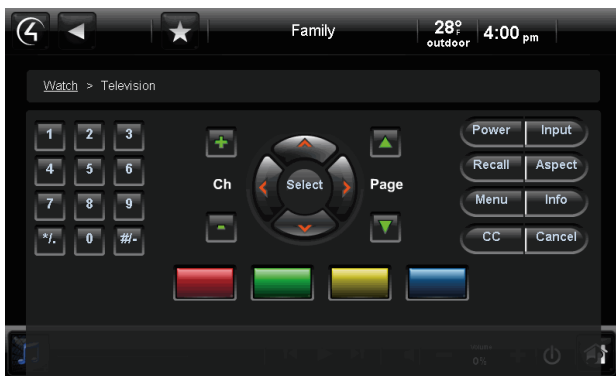 Family
28°F outdoor
4:00 pm
Watch > Television
1 2 3
4 5 6
7 8 9
*/. 0 #/-
+ Ch -
Select
Page
Power Input
Recall Aspect
Menu Info
CC Cancel
0%